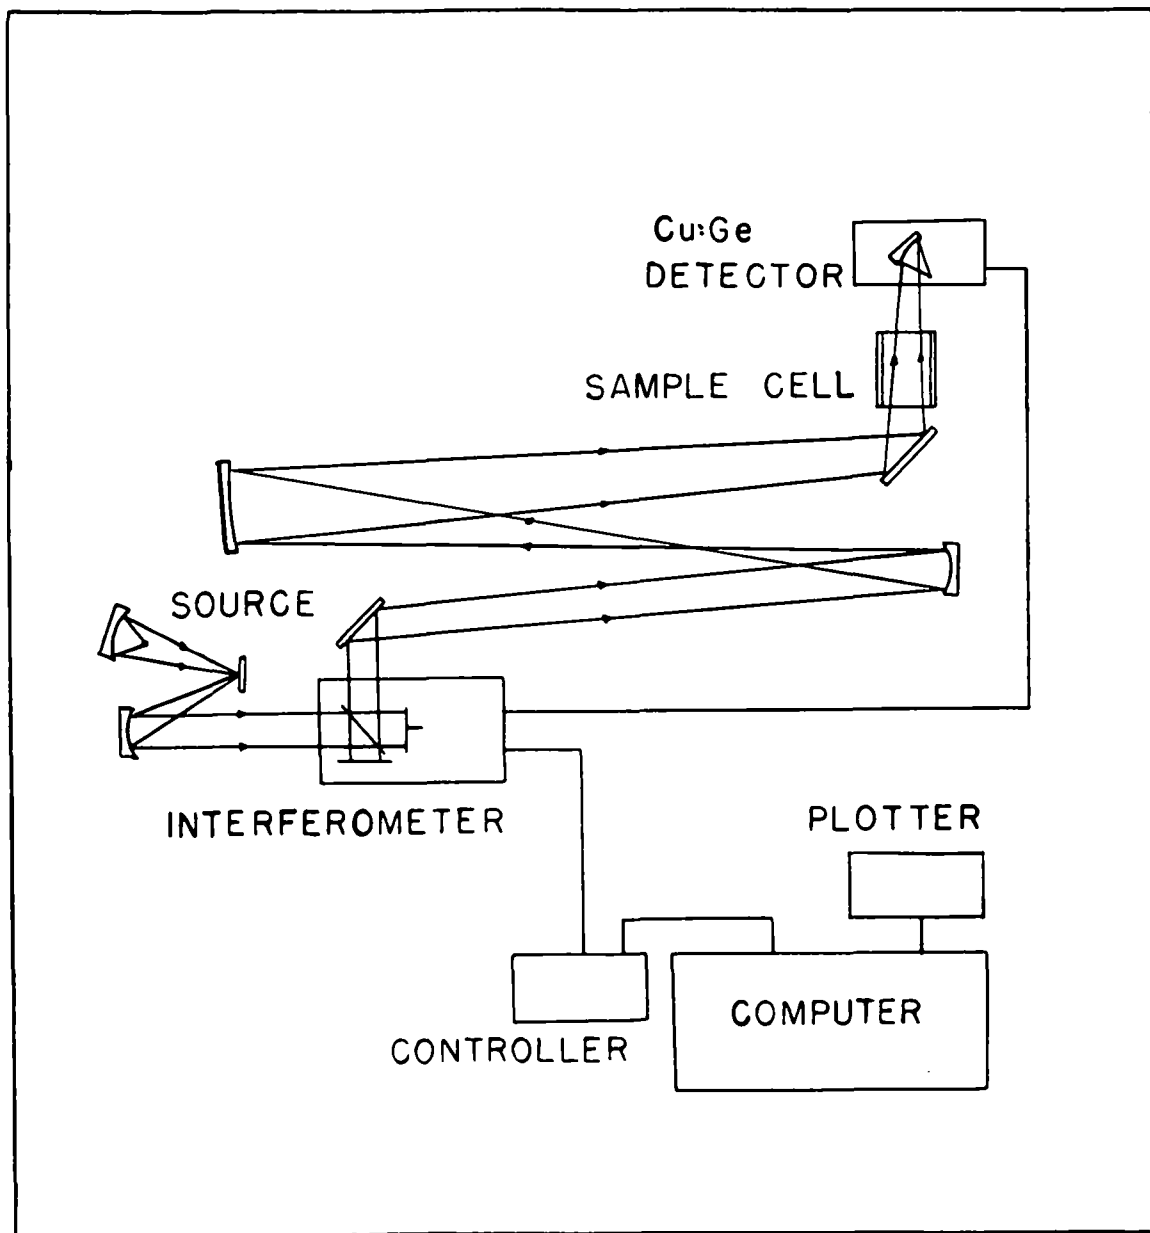 Cu:Ge
DETECTOR
SAMPLE CELL
SOURCE
INTERFEROMETER
PLOTTER
COMPUTER
CONTROLLER